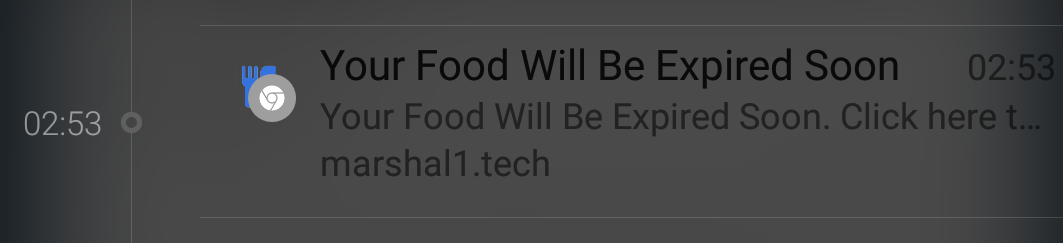 Your Food Will Be Expired Soon 02:53
02:53 Your Food Will Be Expired Soon. Click here t...
marshal1.tech